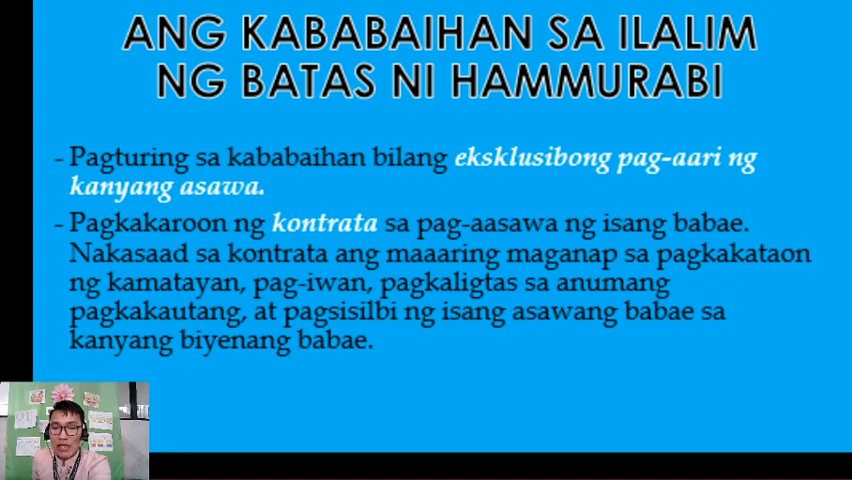 ANG KABABAIHAN SA ILALIM
NG BATAS NI HAMMURABI
- Pagturing sa kababaihan bilang eksklusibong pag-aari ng
kanyang asawa.
- Pagkakaroon ng kontrata sa pag-aasawa ng isang babae.
Nakasaad sa kontrata ang maaaring maganap sa pagkakataon
ng kamatayan, pag-iwan, pagkaligtas sa anumang
pagkakautang, at pagsisilbi ng isang asawang babae sa
kanyang biyenang babae.